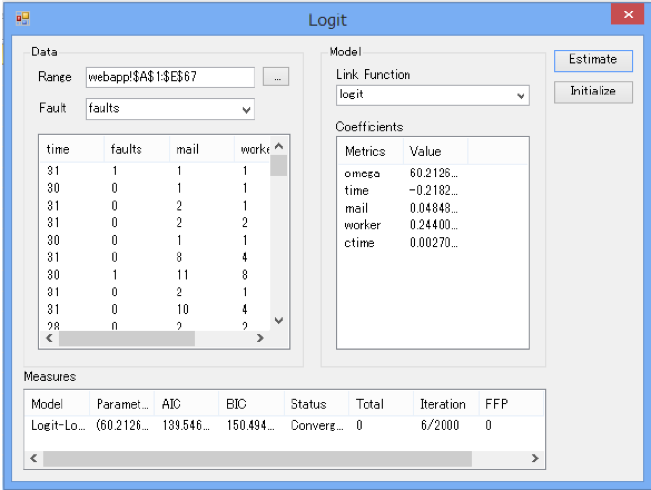 Logit
Data
Range webapp!$A$1:$E$67 ...
Fault faults
time faults mail worke
31 1 1 1
30 0 1 1
31 0 2 1
31 0 2 2
30 0 1 1
31 0 8 4
30 1 11 8
31 0 2 1
31 0 10 4
28 0 2 2
Model
Link Function
logit
Coefficients
Metrics Value
omega 60.2126...
time -0.2182...
mail 0.04848...
worker 0.24400...
ctime 0.00270...
Estimate
Initialize
Measures
Model Paramet... AIC BIC Status Total Iteration FFP
Logit-Lo... (60.2126... 139.546... 150.494... Converg... 0 6/2000 0